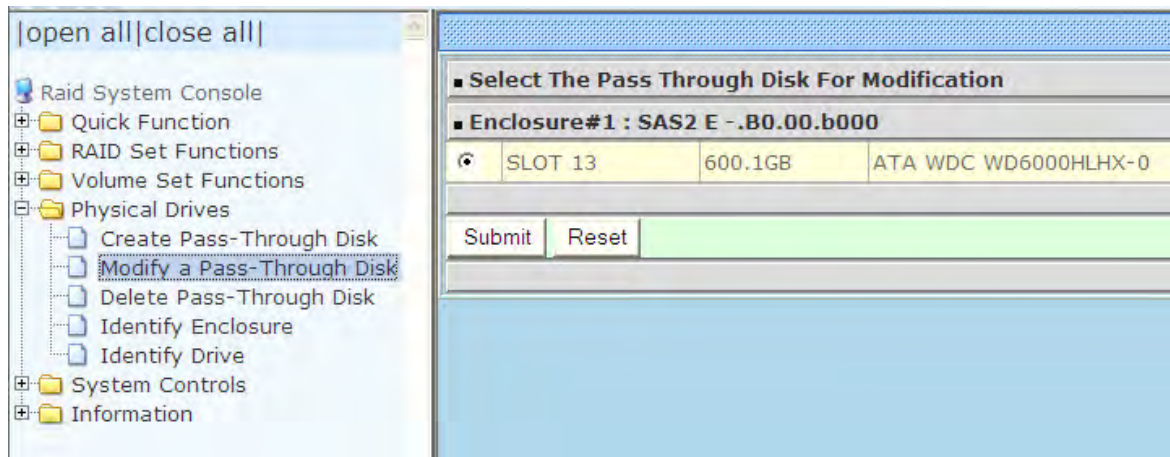 |open all|close all|
Raid System Console
Quick Function
RAID Set Functions
Volume Set Functions
Physical Drives
Create Pass-Through Disk
Modify a Pass-Through Disk
Delete Pass-Through Disk
Identify Enclosure
Identify Drive
System Controls
Information
Select The Pass Through Disk For Modification
Enclosure#1 : SAS2 E -.B0.00.b000
SLOT 13 600.1GB ATA WDC WD6000HLHX-0
Submit Reset